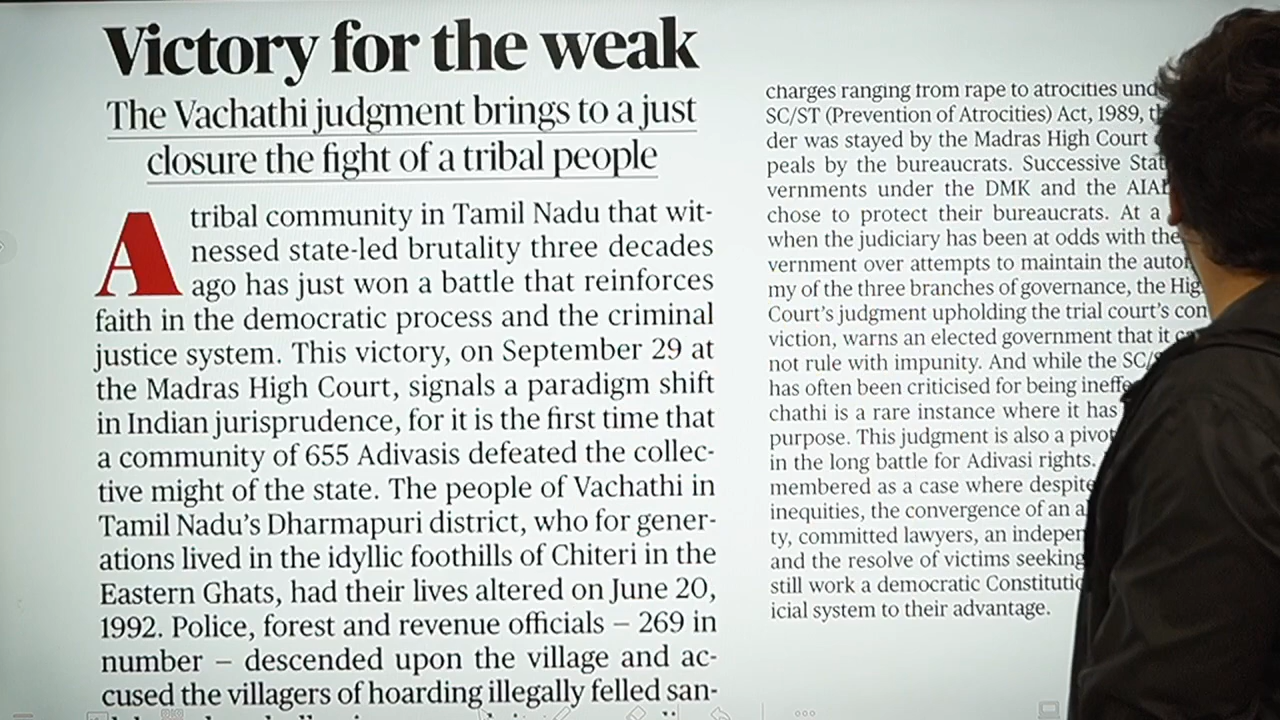 Victory for the weak
The Vachathi judgment brings to a just
closure the fight of a tribal people
A tribal community in Tamil Nadu that wit-
nessed state-led brutality three decades
ago has just won a battle that reinforces
faith in the democratic process and the criminal
justice system. This victory, on September 29 at
the Madras High Court, signals a paradigm shift
in Indian jurisprudence, for it is the first time that
a community of 655 Adivasis defeated the collec-
tive might of the state. The people of Vachathi in
Tamil Nadu's Dharmapuri district, who for gener-
ations lived in the idyllic foothills of Chiteri in the
Eastern Ghats, had their lives altered on June 20,
1992. Police, forest and revenue officials – 269 in
number – descended upon the village and ac-
cused the villagers of hoarding illegally felled san-
charges ranging from rape to atrocities und
SC/ST (Prevention of Atrocities) Act, 1989,
der was stayed by the Madras High Court
peals by the bureaucrats. Successive Stat
vernments under the DMK and the AIA
chose to protect their bureaucrats. At a
when the judiciary has been at odds with the
vernment over attempts to maintain the auton
my of the three branches of governance, the Hig
Court's judgment upholding the trial court's con
viction, warns an elected government that it
not rule with impunity. And while the SC/S
has often been criticised for being ineffe
chathi is a rare instance where it has
purpose. This judgment is also a pivot
in the long battle for Adivasi rights.
membered as a case where despite
inequities, the convergence of an a
ty, committed lawyers, an indepen
and the resolve of victims seeking
still work a democratic Constitutio
icial system to their advantage.